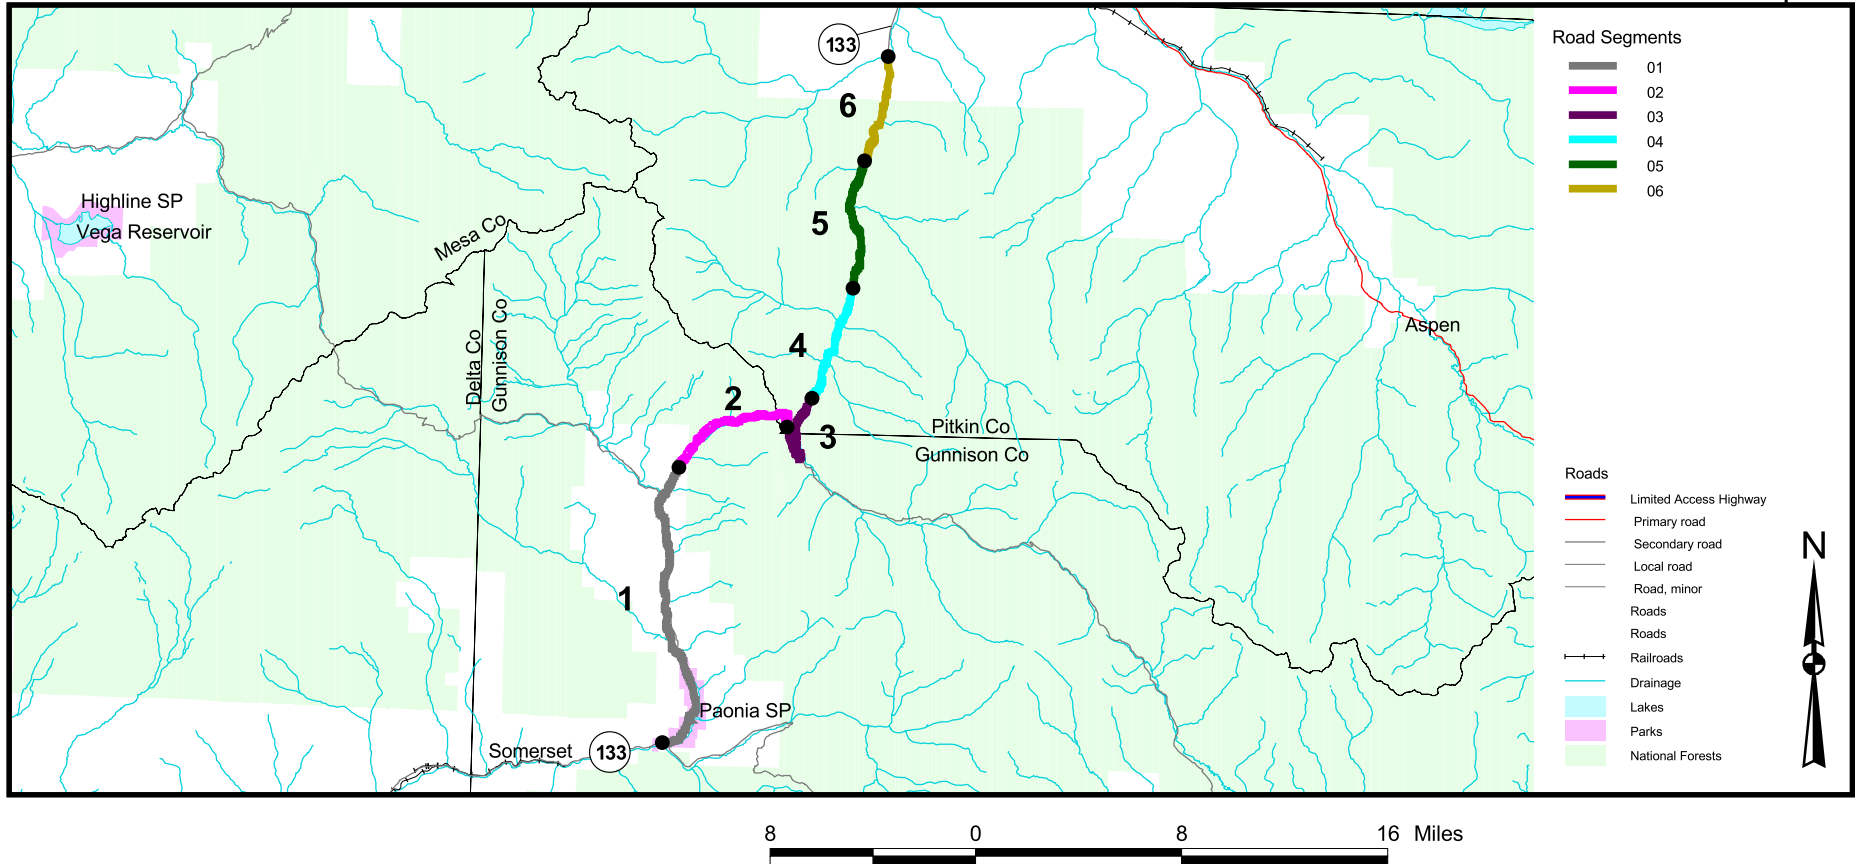 133
6
5
4
2
3
1
Highline SP
Vega Reservoir
Mesa Co
Delta Co
Gunnison Co
Aspen
Pitkin Co
Gunnison Co
Paonia SP
Somerset
133
Road Segments
01
02
03
04
05
06
Roads
Limited Access Highway
Primary road
Secondary road
Local road
Road, minor
Roads
Roads
Railroads
Drainage
Lakes
Parks
National Forests
N
8 0 8 16 Miles